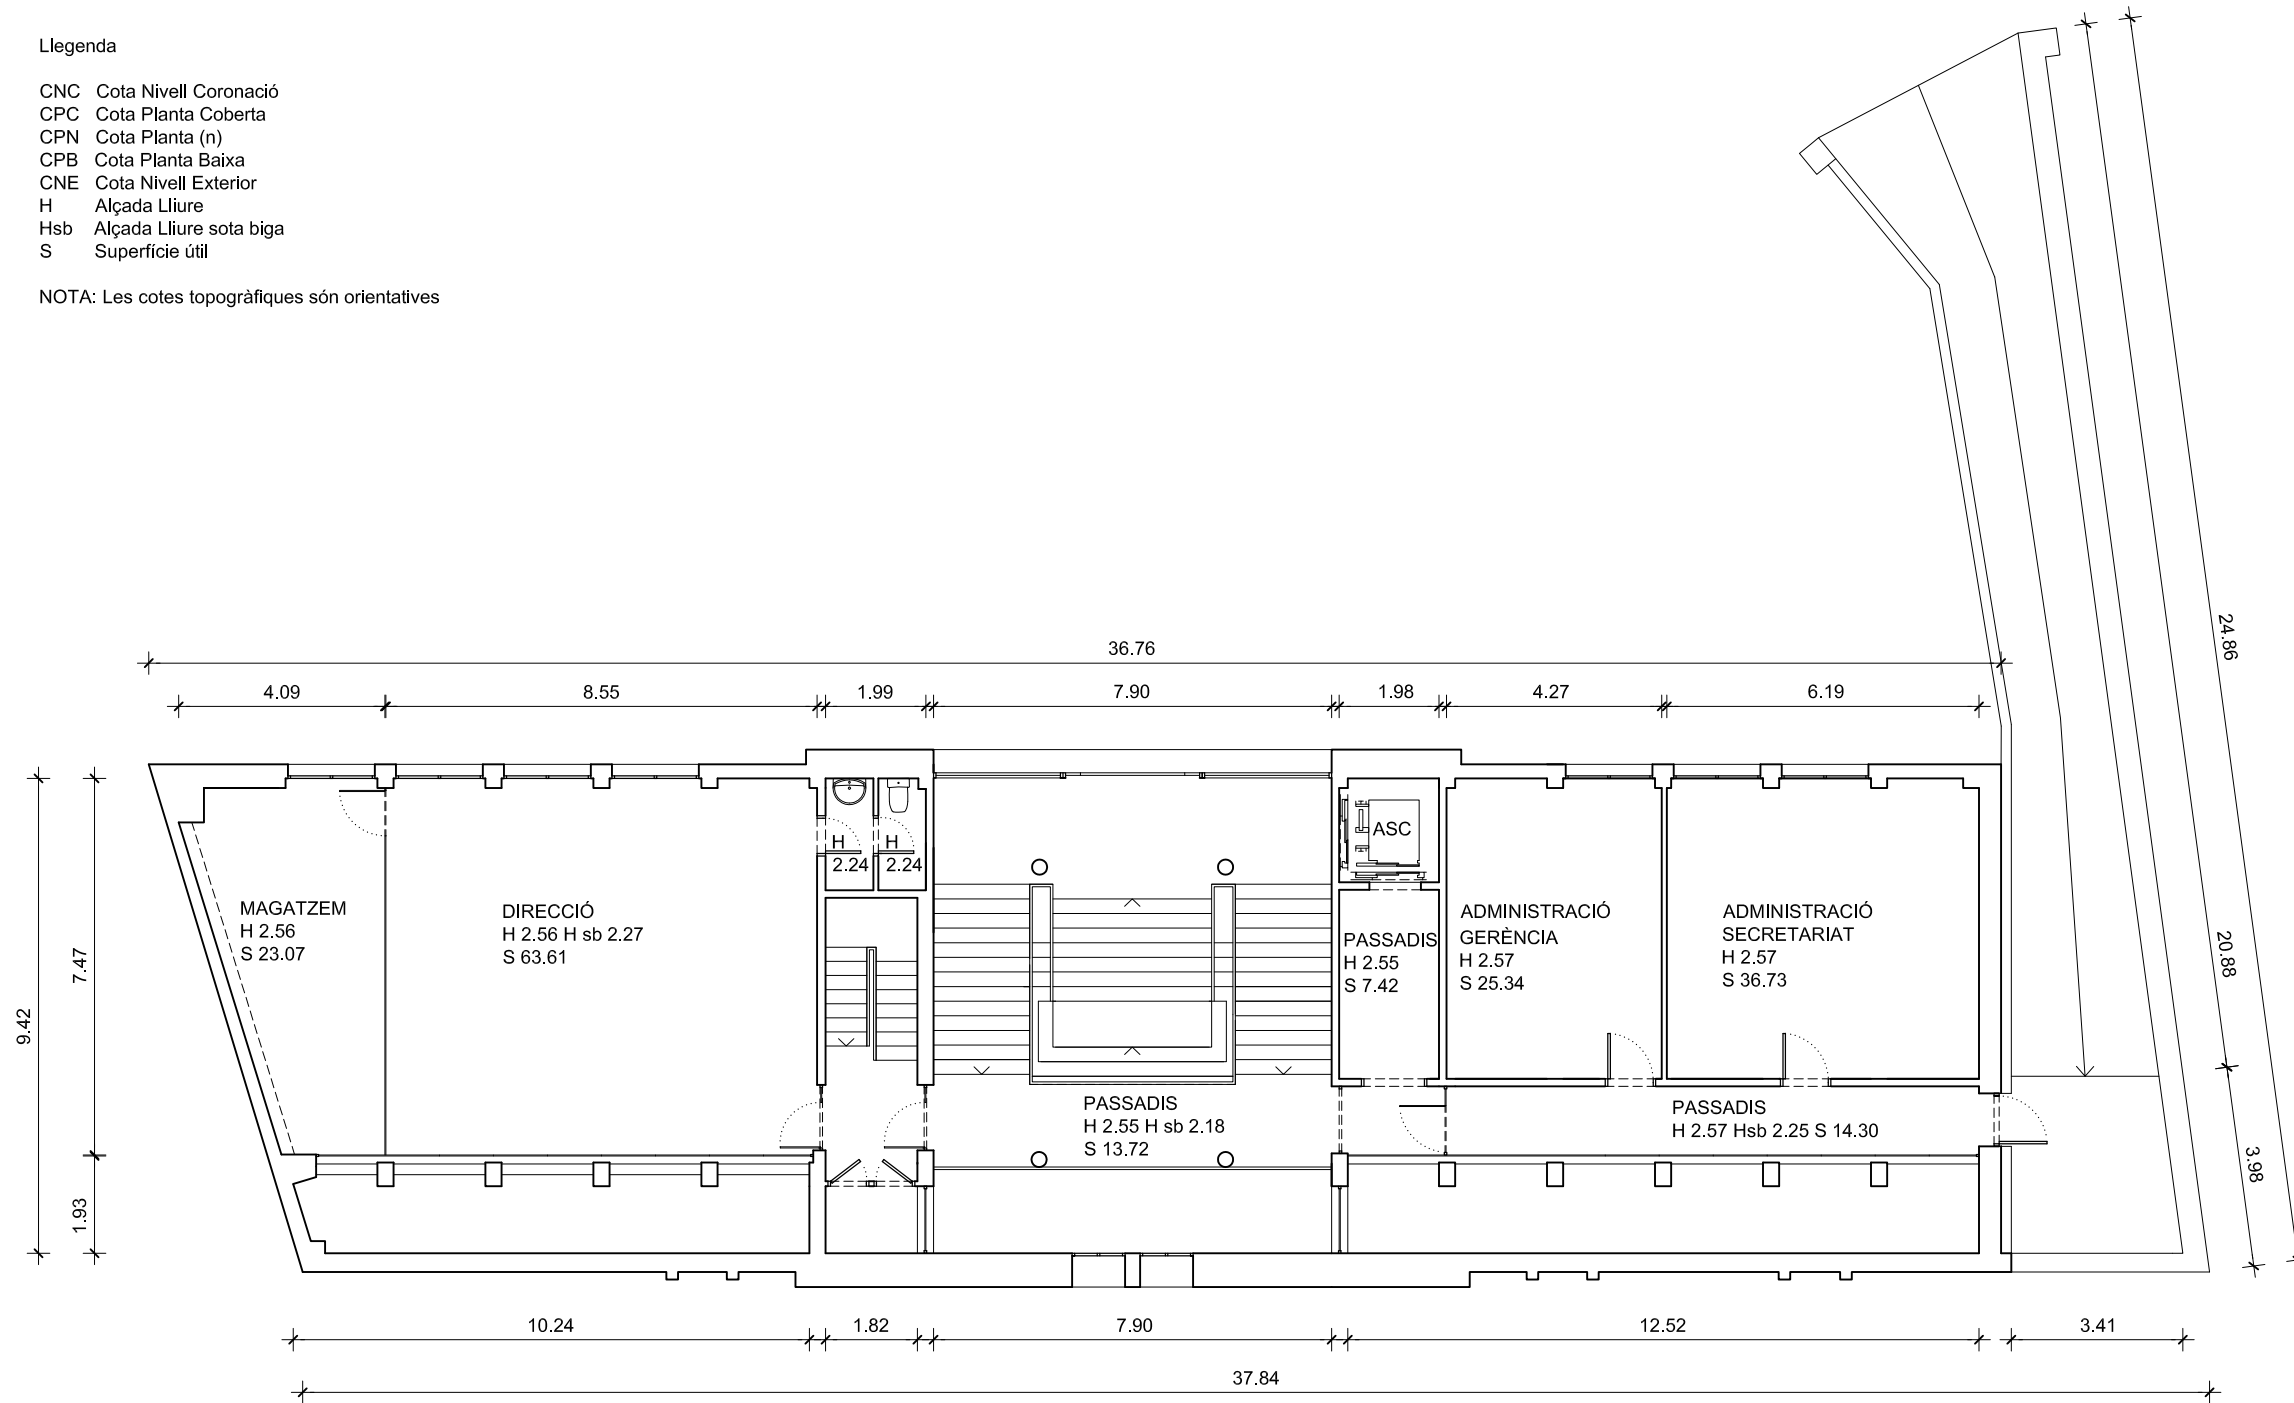 Llegenda
CNC Cota Nivell Coronació
CPC Cota Planta Coberta
CPN Cota Planta (n)
CPB Cota Planta Baixa
CNE Cota Nivell Exterior
H Alçada Lliure
Hsb Alçada Lliure sota biga
S Superfície útil
NOTA: Les cotes topogràfiques són orientatives
36.76
4.09 8.55 1.99 7.90 1.98 4.27 6.19
24.86
20.88
3.98
9.42
7.47
1.93
MAGATZEM
H 2.56
S 23.07
DIRECCIÓ
H 2.56 H sb 2.27
S 63.61
H
2.24
H
2.24
ASC
PASSADIS
H 2.55
S 7.42
ADMINISTRACIÓ
GERÈNCIA
H 2.57
S 25.34
ADMINISTRACIÓ
SECRETARIAT
H 2.57
S 36.73
PASSADIS
H 2.55 H sb 2.18
S 13.72
PASSADIS
H 2.57 Hsb 2.25 S 14.30
10.24 1.82 7.90 12.52 3.41
37.84